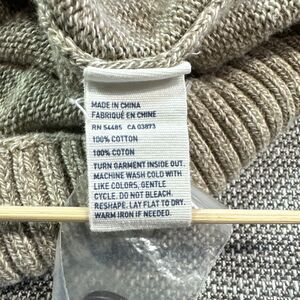 MADE IN CHINA
FABRIQUÉ EN CHINE
RN 54485 CA 03873
100% COTTON
100% COTON
TURN GARMENT INSIDE OUT.
MACHINE WASH COLD WITH
LIKE COLORS, GENTLE
CYCLE. DO NOT BLEACH.
RESHAPE. LAY FLAT TO DRY.
WARM IRON IF NEEDED.